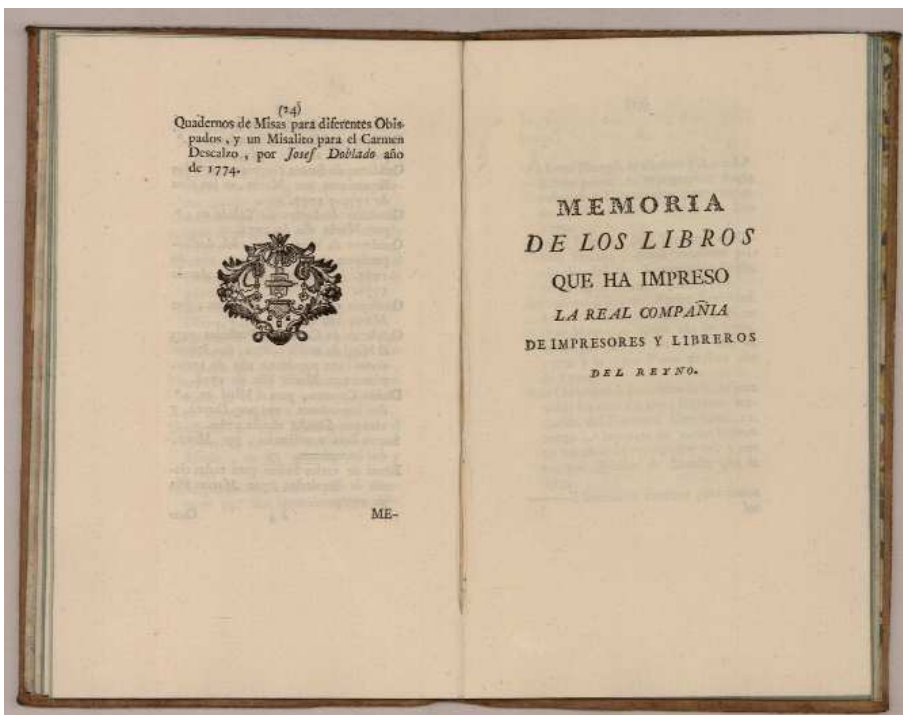 (24)
Quadernos de Misas para diferentes Obis-
pados , y un Misalito para el Carmen
Descalzo , por Josef Doblado año
de 1774.
ME-
MEMORIA
DE LOS LIBROS
QUE HA IMPRESO
LA REAL COMPAÑIA
DE IMPRESORES Y LIBREROS
DEL REYNO.